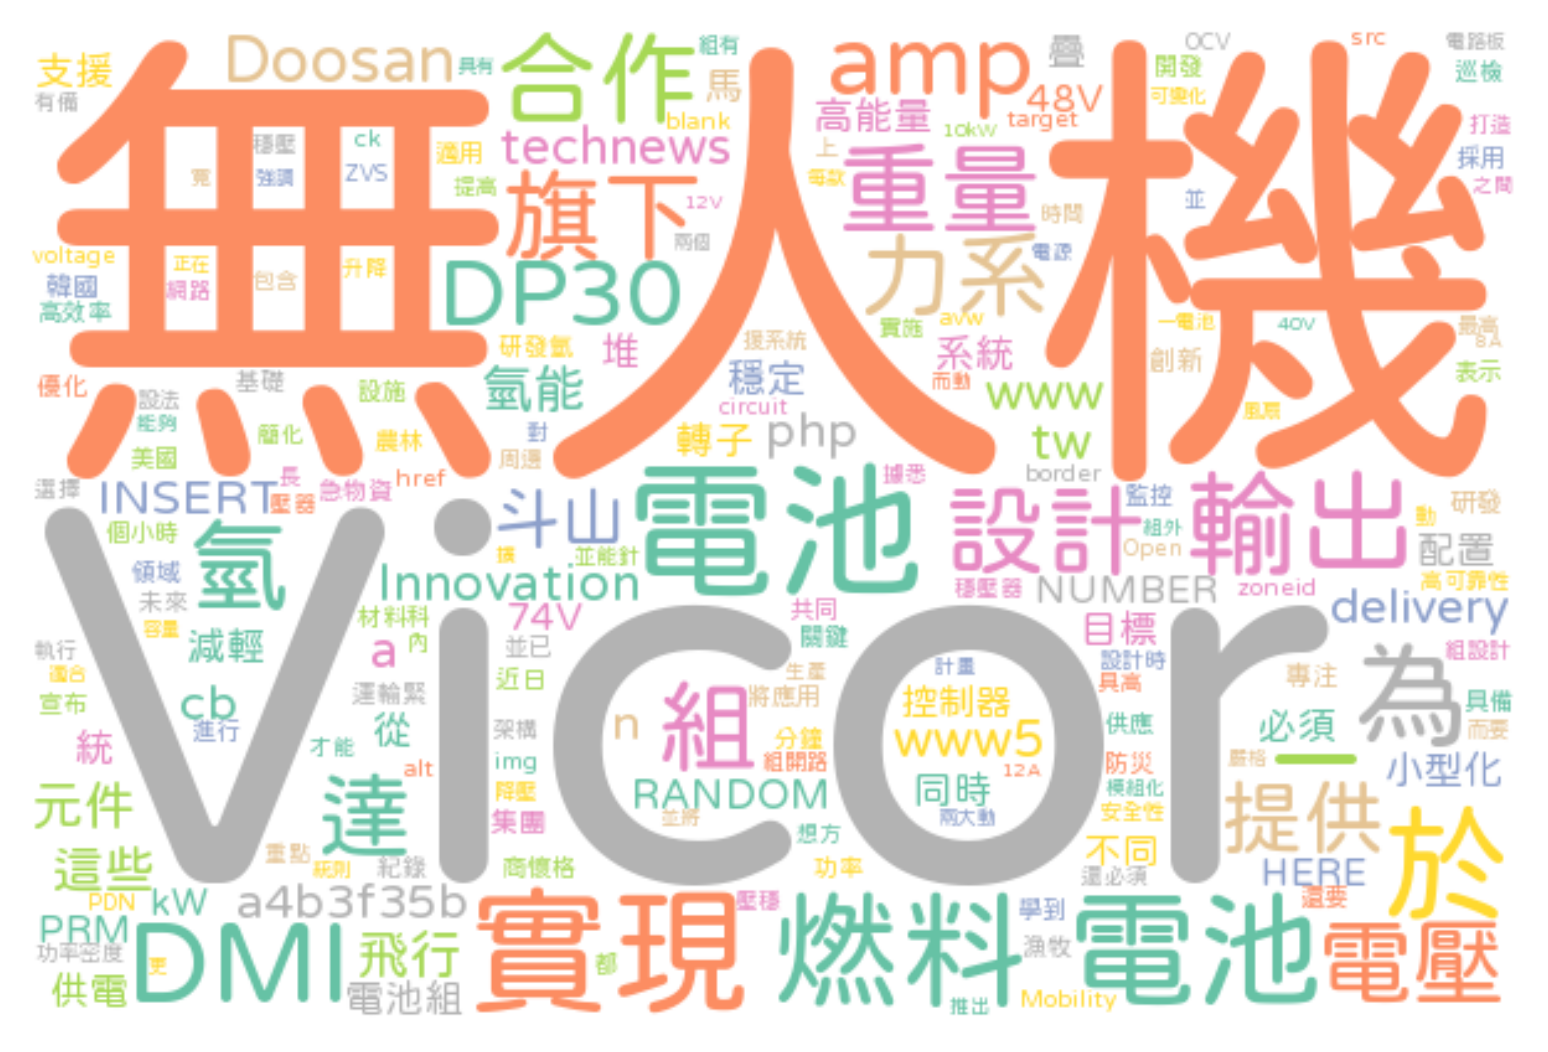 支援
有備
Doosan
具有
合作
組有
馬
amp
疊
OCV
src
電路板
開發
巡檢
48V
可變化
blank
高能量
target
10kW
打造
無人機
穩壓
ck
適用
technews
上
採用
強調
ZVS
提高
旗下
12V
重量
每款
之間
時間
並
兩個
力系
電源
voltage
正在
升降
韓國
網路
包含
DP30
高效率
實施
avw
一電池
40V
最高
8A
研發氫
堆
援系統
系統
創新
優化
基礎
設施
氫能
穩定
而動
www
表示
設法
能夠
circuit
風扇
簡化
農林
對
轉子
php
tw
美國
周邊
長
href
據悉
border
選擇
INSERT
壓器
急物資
斗山
電池
設計
監控
輸出
研發
個小時
氫
並能針
組外
動
配置
Open
領域
Innovation
穩壓器
NUMBER
zoneid
高可靠性
未來
74V
共同
delivery
容量
材料科
內
關鍵
目標
減輕
a
並已
Vicor
執行
適合
近日
生產
計畫
設計時
組設計
為
宣布
cb
運輸緊
將應用
控制器
具高
專注
具備
進行
從
架構
n
組
www5
供應
必須
而要
統
才能
分鐘
img
alt
組開路
12A
防災
嚴格
小型化
元件
達
降壓
RANDOM
同時
模組化
集團
並將
兩大動
安全性
提供
想方
這些
重點
統則
紀錄
商懷格
功率
不同
還必須
HERE
於
PDN
kW
a4b3f35b
壓穩
學到
還要
PRM
DMI
飛行
實現
燃料
電池
電壓
功率密度
更
都
漁牧
供電
電池組
推出
Mobility